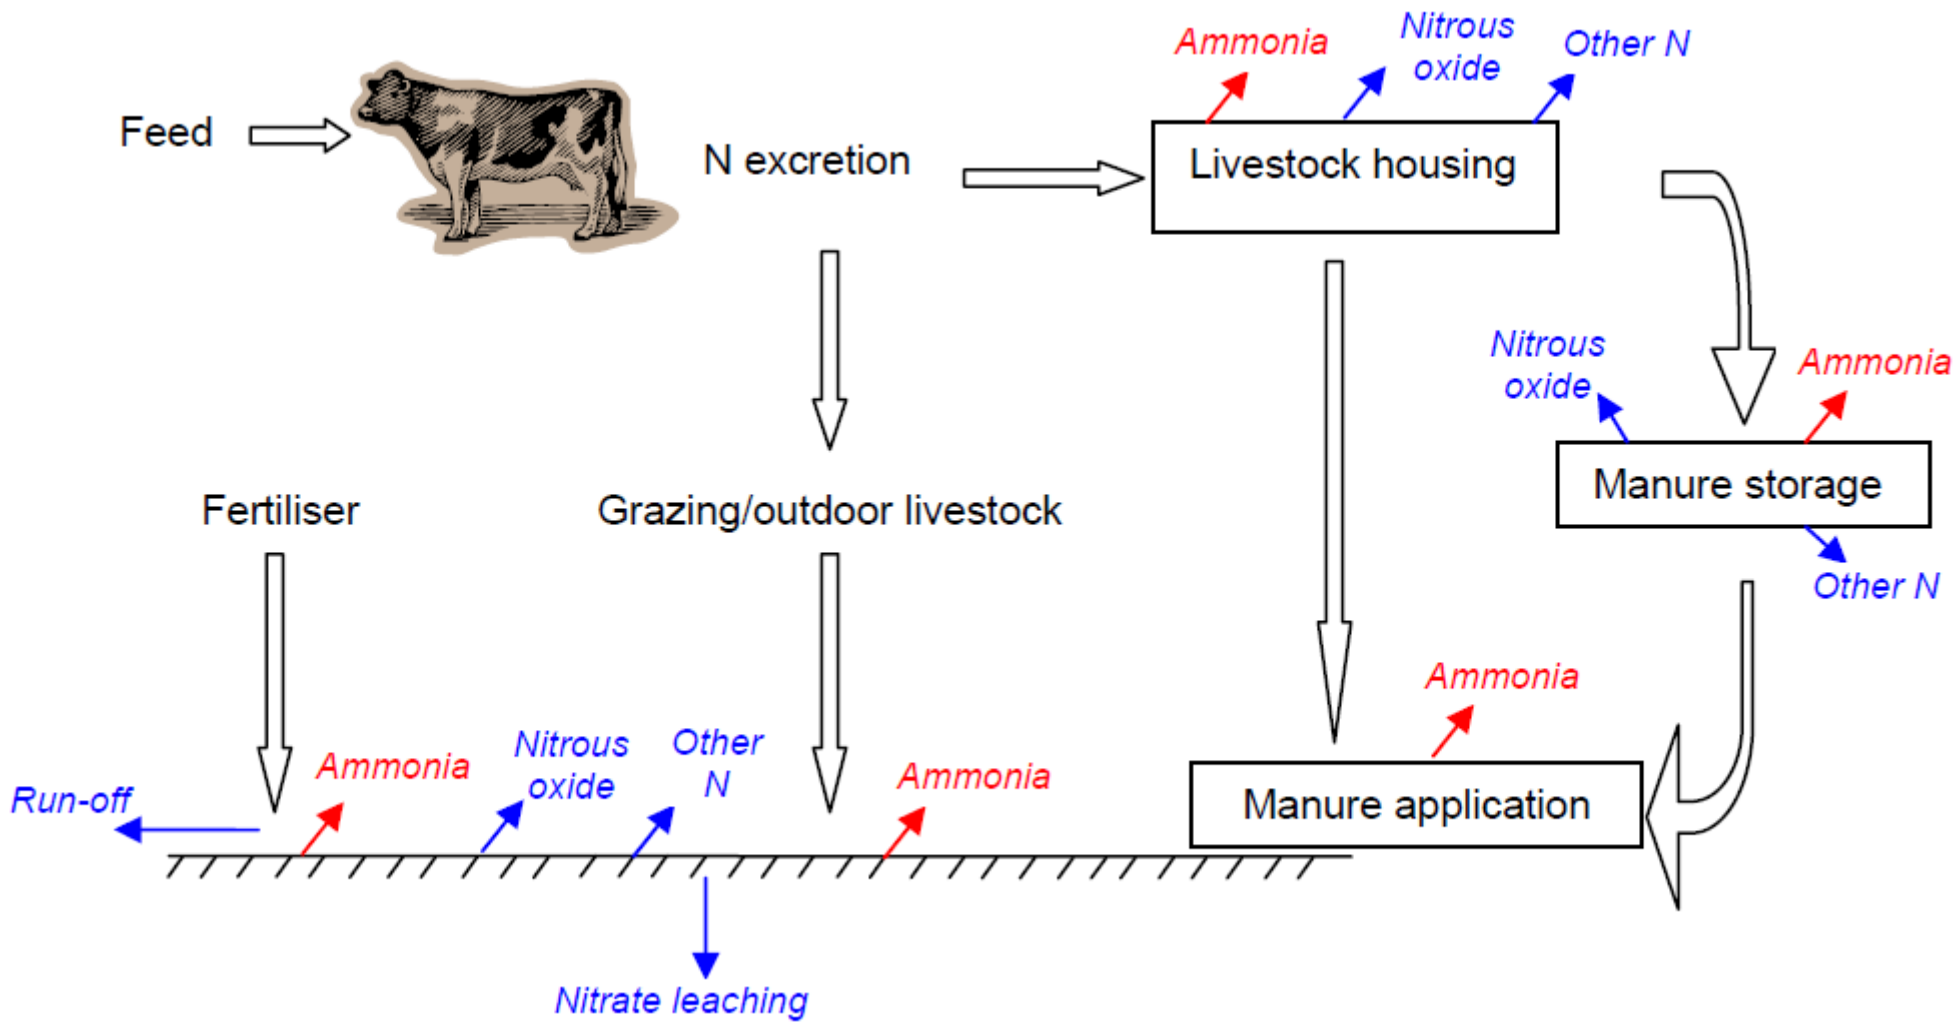 Ammonia
Nitrous
oxide
Other N
Feed
N excretion
Livestock housing
Nitrous
oxide
Ammonia
Manure storage
Other N
Fertiliser
Grazing/outdoor livestock
Ammonia
Run-off
Ammonia
Nitrous
oxide
Other
N
Ammonia
Manure application
Nitrate leaching